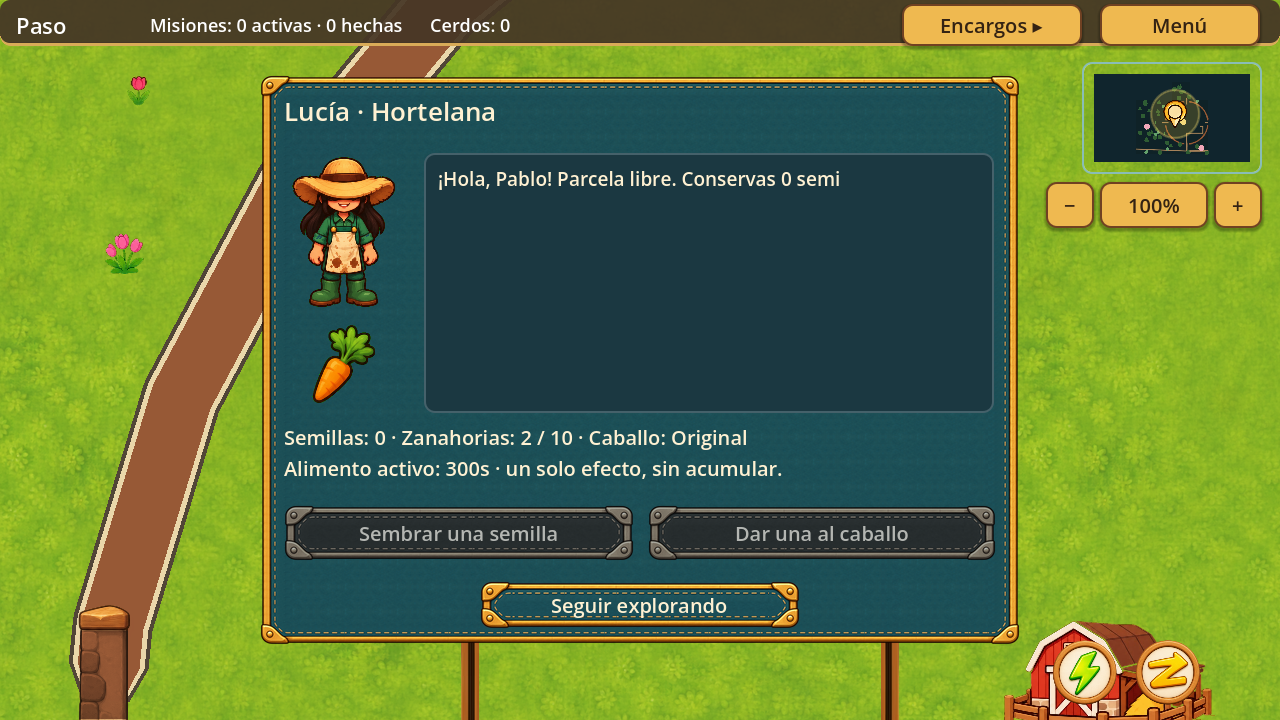 Paso
Misiones: 0 activas · 0 hechas
Cerdos: 0
Encargos ▸
Menú
Lucía · Hortelana
¡Hola, Pablo! Parcela libre. Conservas 0 semi
− 100% +
Semillas: 0 · Zanahorias: 2 / 10 · Caballo: Original
Alimento activo: 300s · un solo efecto, sin acumular.
Sembrar una semilla
Dar una al caballo
Seguir explorando